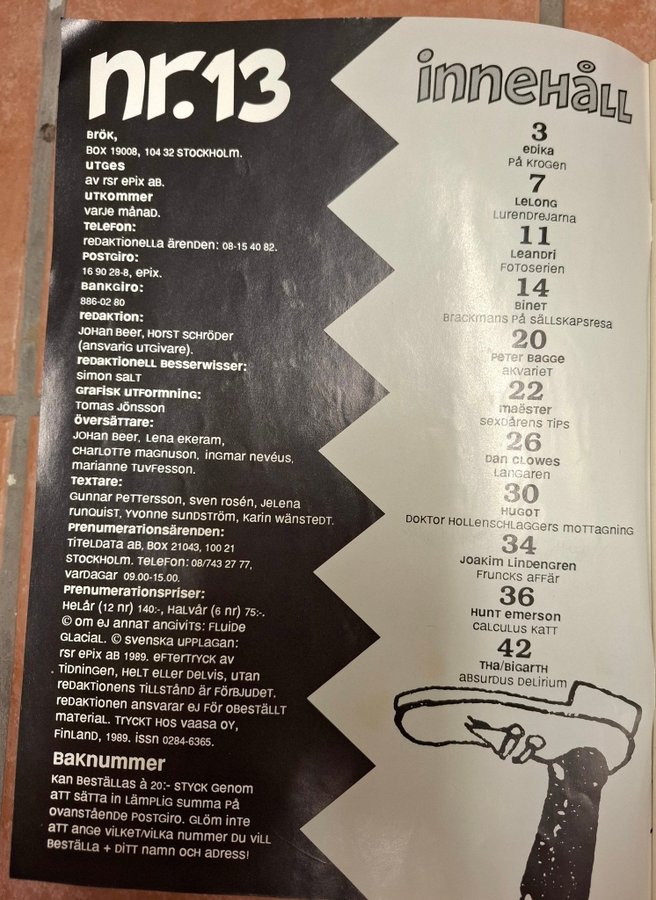 nr.13
Brök,
Box 19008, 104 32 Stockholm.
Utges
av rsr epix ab.
Utkommer
varje månad.
Telefon:
redaktionella ärenden: 08-15 40 82.
Postgiro:
16 90 28-8, epix.
Bankgiro:
886-02 80
redaktion:
Johan Beer, Horst Schröder
(ansvarig utgivare).
redaktionell Besserwisser:
simon salt
Grafisk utformning:
Tomas Jönsson
översättare:
Johan Beer, Lena ekeram,
Charlotte magnuson, ingmar nevéus,
marianne Tuvfesson.
Textare:
Gunnar Pettersson, sven rosén, Jelena
runquist, Yvonne sundström, Karin wänstedt.
Prenumerationsärenden:
Titeldata ab, Box 21043, 100 21
Stockholm. Telefon: 08/743 27 77,
vardagar 09.00-15.00.
Prenumerationspriser:
Helår (12 nr) 140:-, Halvår (6 nr) 75:-.
© om ej annat angivits: Fluide
Glacial. © svenska upplagan:
rsr epix ab 1989. eftertryck av
Tidningen, helt eller delvis, utan
redaktionens tillstånd är förbjudet.
redaktionen ansvarar ej för obeställt
material. Tryckt hos vaasa oy,
Finland, 1989. issn 0284-6365.
Baknummer
Kan beställas à 20:- styck genom
att sätta in lämplig summa på
ovanstående postgiro. Glöm inte
att ange vilket/vilka nummer du vill
beställa + ditt namn och adress!
innehåll
3
edika
På krogen
7
Lelong
Lurendrejarna
11
Leandri
Fotoserien
14
Binet
Brackmans på sällskapsresa
20
Peter Bagge
akvariet
22
maëster
sexdårens tips
26
Dan Clowes
Langaren
30
Hugot
Doktor Hollenschlaggers mottagning
34
Joakim Lindengren
Fruncks affär
36
Hunt emerson
Calculus Katt
42
Tha/Bigarth
absurdus Delirium